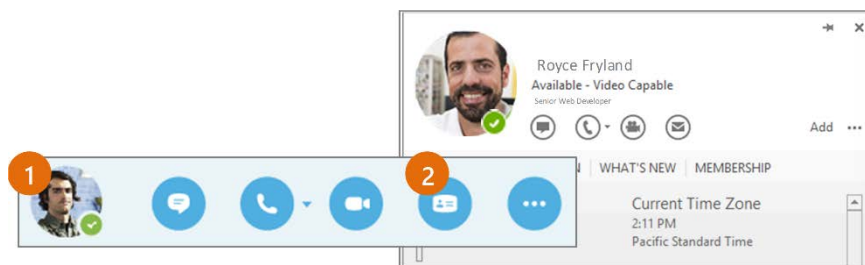 Royce Fryland
Available - Video Capable
Senior Web Developer
Add
1
2
WHAT'S NEW
MEMBERSHIP
Current Time Zone
2:11 PM
Pacific Standard Time